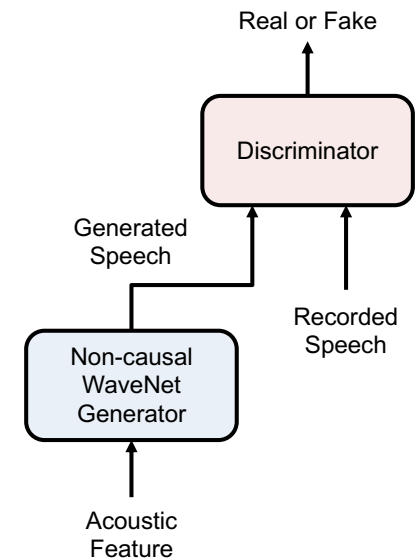 Real or Fake
Discriminator
Generated
Speech
Recorded
Speech
Non-causal
WaveNet
Generator
Acoustic
Feature